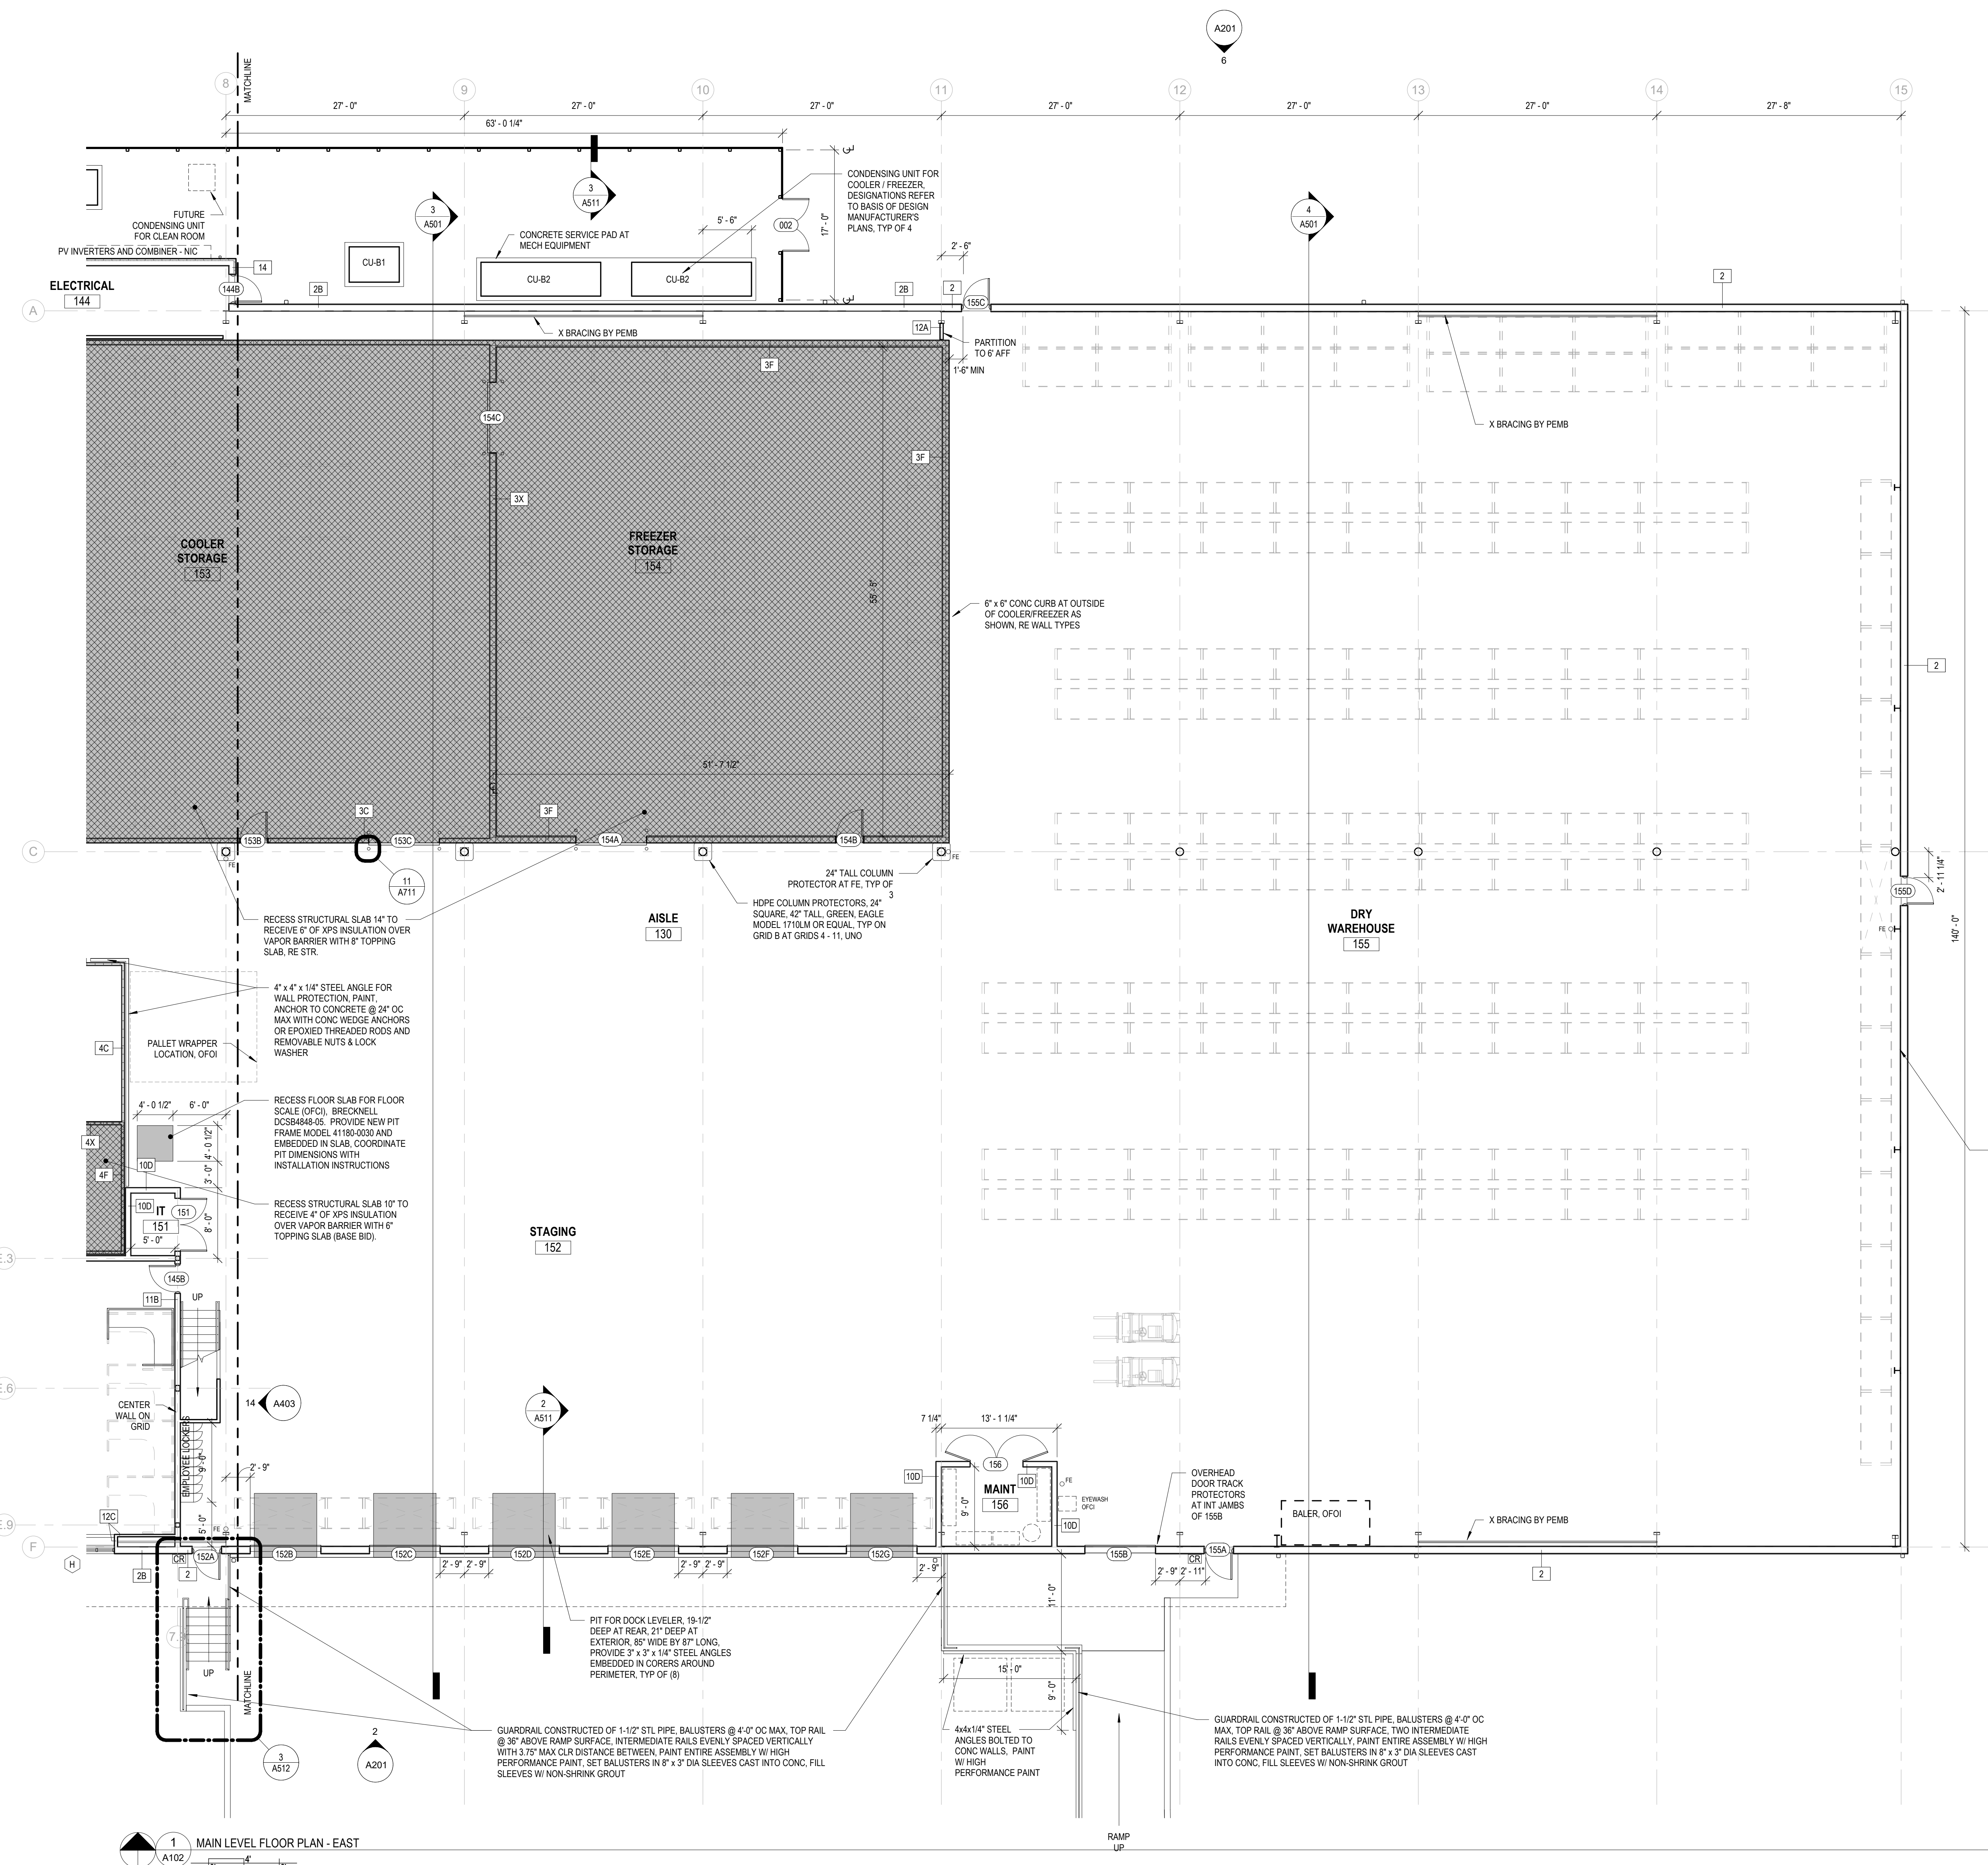 A201
6
MATCHLINE
8
9
10
11
12
13
14
15
27' - 0"
27' - 0"
27' - 0"
27' - 0"
27' - 0"
27' - 0"
27' - 8"
63' - 0 1/4"
3
A511
3
A501
4
A501
CONDENSING UNIT FOR
COOLER / FREEZER,
DESIGNATIONS REFER
TO BASIS OF DESIGN
MANUFACTURER'S
PLANS, TYP OF 4
17' - 0"
002
5' - 6"
FUTURE
CONDENSING UNIT
FOR CLEAN ROOM
PV INVERTERS AND COMBINER - NIC
CONCRETE SERVICE PAD AT
MECH EQUIPMENT
CU-B1
CU-B2
CU-B2
2' - 6"
14
ELECTRICAL
144
144B
2B
2B
2
155C
2
A
X BRACING BY PEMB
12A
PARTITION
TO 6' AFF
1'-6" MIN
3F
154C
X BRACING BY PEMB
3F
3X
COOLER
STORAGE
153
FREEZER
STORAGE
154
55' - 5"
6" x 6" CONC CURB AT OUTSIDE
OF COOLER/FREEZER AS
SHOWN, RE WALL TYPES
2
51' - 7 1/2"
3C
3F
153B
153C
154A
154B
C
FE
FE
11
A711
24" TALL COLUMN
PROTECTOR AT FE, TYP OF
3
HDPE COLUMN PROTECTORS, 24"
SQUARE, 42" TALL, GREEN, EAGLE
MODEL 1710LM OR EQUAL, TYP ON
GRID B AT GRIDS 4 - 11, UNO
155D
2' - 11 1/4"
140' - 0"
FE
RECESS STRUCTURAL SLAB 14" TO
RECEIVE 6" OF XPS INSULATION OVER
VAPOR BARRIER WITH 8" TOPPING
SLAB, RE STR.
AISLE
130
DRY
WAREHOUSE
155
4" x 4" x 1/4" STEEL ANGLE FOR
WALL PROTECTION, PAINT,
ANCHOR TO CONCRETE @ 24" OC
MAX WITH CONC WEDGE ANCHORS
OR EPOXIED THREADED RODS AND
REMOVABLE NUTS & LOCK
WASHER
4C
PALLET WRAPPER
LOCATION, OFOI
4' - 0 1/2"
6' - 0"
RECESS FLOOR SLAB FOR FLOOR
SCALE (OFCI), BRECKNELL
DCSB4848-05. PROVIDE NEW PIT
FRAME MODEL 41180-0030 AND
EMBEDDED IN SLAB, COORDINATE
PIT DIMENSIONS WITH
INSTALLATION INSTRUCTIONS
4' - 0 1/2"
3' - 0"
4X
4F
10D
10D
IT
151
151
8' - 0"
5' - 0"
RECESS STRUCTURAL SLAB 10" TO
RECEIVE 4" OF XPS INSULATION
OVER VAPOR BARRIER WITH 6"
TOPPING SLAB (BASE BID).
STAGING
152
E.3
145B
11B
UP
E.6
CENTER
WALL ON
GRID
14
A403
2
A511
EMPLOYEE LOCKERS
9' - 0"
2' - 9"
7 1/4"
13' - 1 1/4"
156
10D
10D
MAINT
156
9' - 0"
FE
EYEWASH
OFCI
10D
OVERHEAD
DOOR TRACK
PROTECTORS
AT INT JAMBS
OF 155B
BALER, OFOI
X BRACING BY PEMB
12C
E.9
5' - 0"
FE
F
H
2B
CR
2
152A
152B
152C
152D
152E
152F
152G
155B
CR
155A
2
2' - 9"
2' - 9"
2' - 9"
2' - 9"
2' - 9"
2' - 9"
2' - 11"
11' - 0"
UP
MATCHLINE
PIT FOR DOCK LEVELER, 19-1/2"
DEEP AT REAR, 21" DEEP AT
EXTERIOR, 85" WIDE BY 87" LONG,
PROVIDE 3" x 3" x 1/4" STEEL ANGLES
EMBEDDED IN CORERS AROUND
PERIMETER, TYP OF (8)
15' - 0"
9' - 0"
3
A512
2
A201
GUARDRAIL CONSTRUCTED OF 1-1/2" STL PIPE, BALUSTERS @ 4'-0" OC MAX, TOP RAIL
@ 36" ABOVE RAMP SURFACE, INTERMEDIATE RAILS EVENLY SPACED VERTICALLY
WITH 3.75" MAX CLR DISTANCE BETWEEN, PAINT ENTIRE ASSEMBLY W/ HIGH
PERFORMANCE PAINT, SET BALUSTERS IN 8" x 3" DIA SLEEVES CAST INTO CONC, FILL
SLEEVES W/ NON-SHRINK GROUT
4x4x1/4" STEEL
ANGLES BOLTED TO
CONC WALLS, PAINT
W/ HIGH
PERFORMANCE PAINT
GUARDRAIL CONSTRUCTED OF 1-1/2" STL PIPE, BALUSTERS @ 4'-0" OC
MAX, TOP RAIL @ 36" ABOVE RAMP SURFACE, TWO INTERMEDIATE
RAILS EVENLY SPACED VERTICALLY, PAINT ENTIRE ASSEMBLY W/ HIGH
PERFORMANCE PAINT, SET BALUSTERS IN 8" x 3" DIA SLEEVES CAST
INTO CONC, FILL SLEEVES W/ NON-SHRINK GROUT
RAMP
UP
1
A102
MAIN LEVEL FLOOR PLAN - EAST
4'